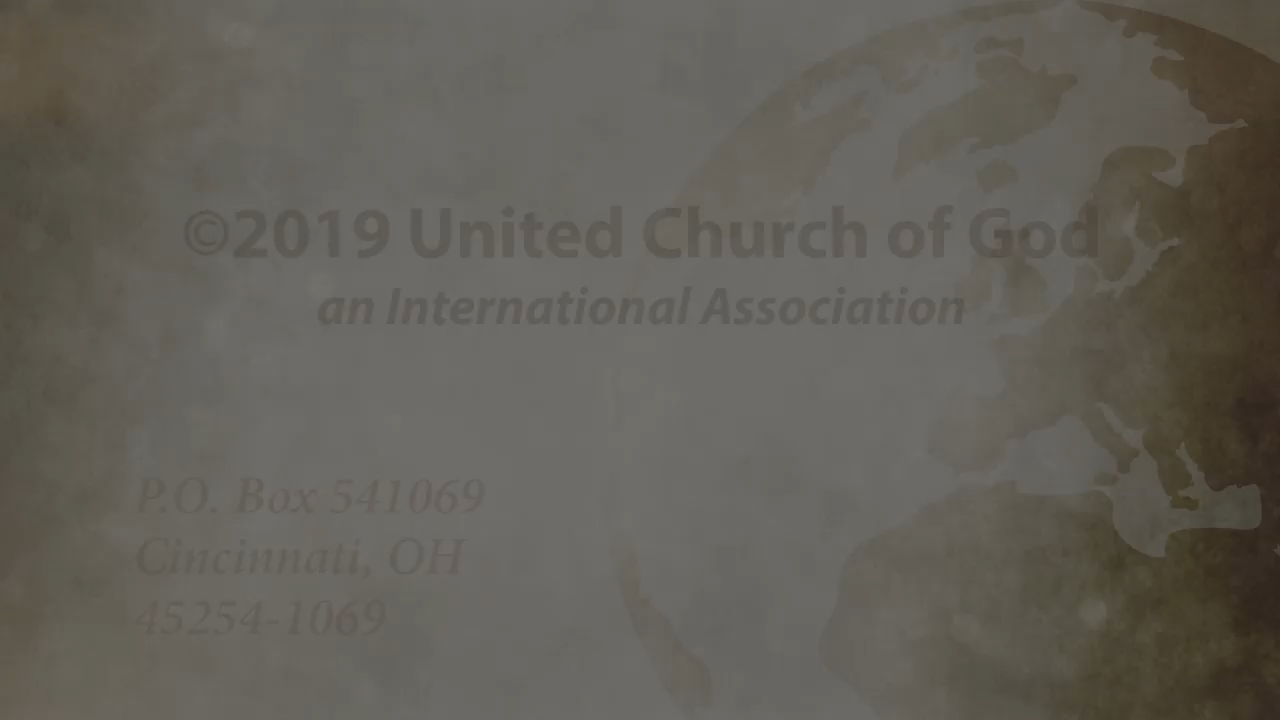 ©2019 United Church of God
an International Association
P.O. Box 541069
Cincinnati, OH
45254-1069